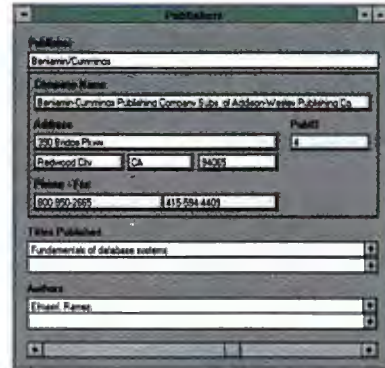 Publishers
Publisher
Benjamin/Cummings
Company Name
Benjamin-Cummings Publishing Company Subs. of Addison-Wesley Publishing Co.
Address
PubID
390 Bridge Pkwy.
4
Redwood City
CA
94065
Phone - Fax
800-950-2665
415-594-4409
Titles Published
Fundamentals of database systems
Authors
Elmasri, Ramez